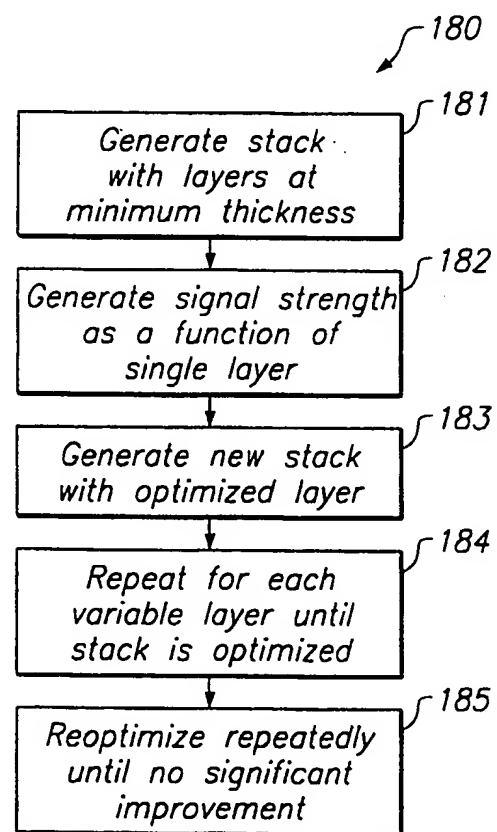 180
181
Generate stack
with layers at
minimum thickness
182
Generate signal strength
as a function of
single layer
183
Generate new stack
with optimized layer
184
Repeat for each
variable layer until
stack is optimized
185
Reoptimize repeatedly
until no significant
improvement